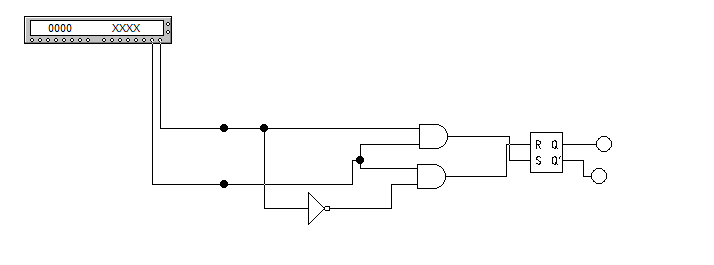 0000 XXXX
R Q
S Q'